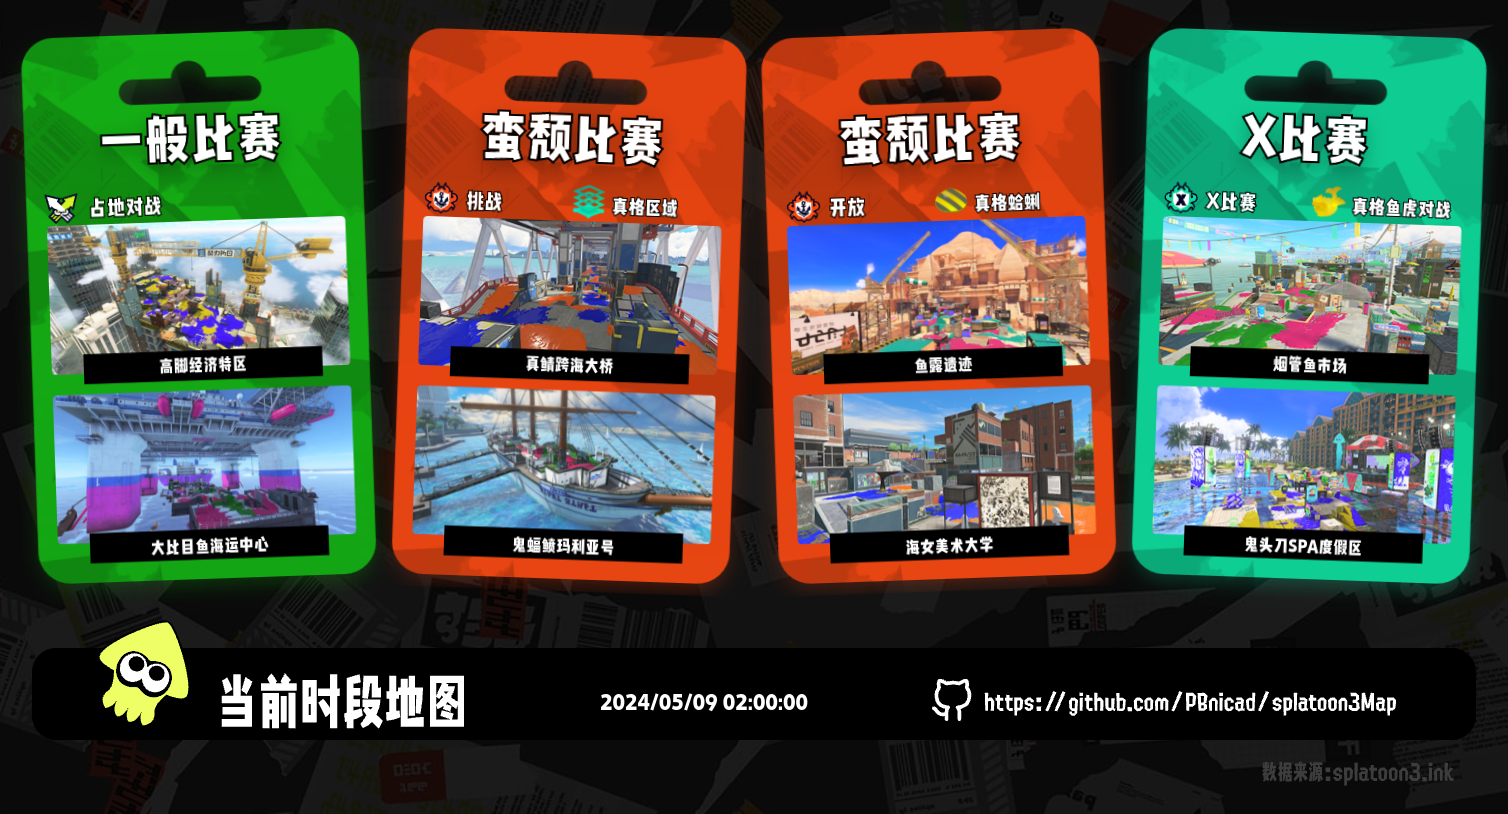 一般比赛
占地对战
高脚经济特区
大比目鱼海运中心
蛮颓比赛
挑战
真格区域
真鲭跨海大桥
鬼蝠鲼玛利亚号
蛮颓比赛
开放
真格蛤蜊
鱼露遗迹
海女美术大学
X比赛
X比赛
真格鱼虎对战
烟管鱼市场
鬼头刀SPA度假区
当前时段地图
2024/05/09 02:00:00
https://github.com/PBnicad/splatoon3Map
数据来源:splatoon3.ink